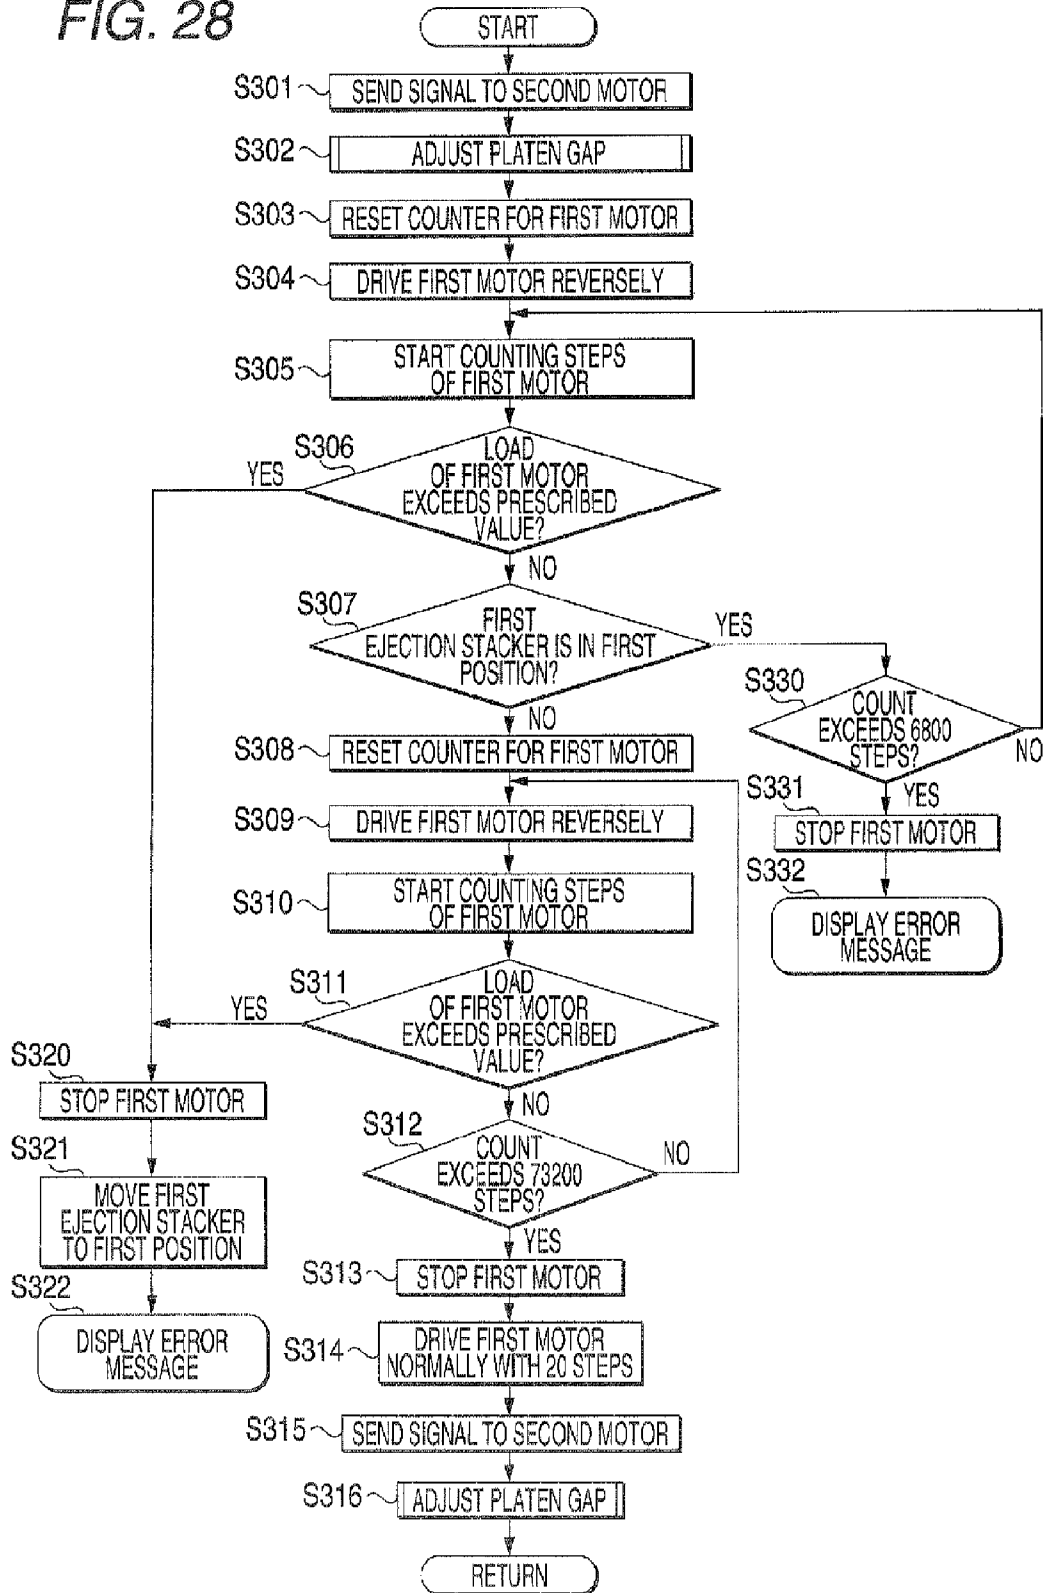 FIG. 28
START
S301
SEND SIGNAL TO SECOND MOTOR
S302
ADJUST PLATEN GAP
S303
RESET COUNTER FOR FIRST MOTOR
S304
DRIVE FIRST MOTOR REVERSELY
S305
START COUNTING STEPS
OF FIRST MOTOR
S306
YES
LOAD
OF FIRST MOTOR
EXCEEDS PRESCRIBED
VALUE?
NO
S307
FIRST
EJECTION STACKER IS IN FIRST
POSITION?
YES
NO
S330
COUNT
EXCEEDS 6800
STEPS?
NO
YES
S331
STOP FIRST MOTOR
S332
DISPLAY ERROR
MESSAGE
S308
RESET COUNTER FOR FIRST MOTOR
S309
DRIVE FIRST MOTOR REVERSELY
S310
START COUNTING STEPS
OF FIRST MOTOR
S311
YES
LOAD
OF FIRST MOTOR
EXCEEDS PRESCRIBED
VALUE?
NO
S320
STOP FIRST MOTOR
S321
MOVE FIRST
EJECTION STACKER
TO FIRST POSITION
S322
DISPLAY ERROR
MESSAGE
S312
COUNT
EXCEEDS 73200
STEPS?
NO
YES
S313
STOP FIRST MOTOR
S314
DRIVE FIRST MOTOR
NORMALLY WITH 20 STEPS
S315
SEND SIGNAL TO SECOND MOTOR
S316
ADJUST PLATEN GAP
RETURN